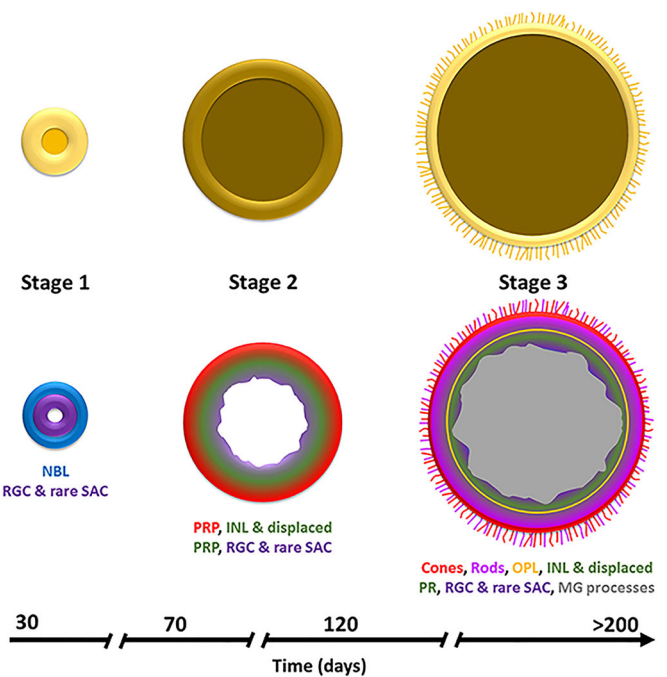 Stage 1
Stage 2
Stage 3
NBL
RGC & rare SAC
PRP, INL & displaced
PRP, RGC & rare SAC
Cones, Rods, OPL, INL & displaced
PR, RGC & rare SAC, MG processes
30
70
120
>200
Time (days)